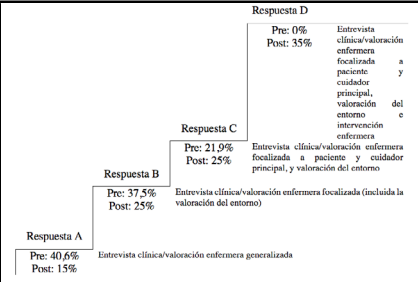 Respuesta D
Pre: 0%
Post: 35%
Entrevista
clínica/valoración
enfermera
focalizada a
paciente y
cuidador
principal,
valoración del
entorno e
intervención
enfermera
Respuesta C
Pre: 21,9%
Post: 25%
Entrevista clínica/valoración enfermera
focalizada a paciente y cuidador
principal, y valoración del entorno
Respuesta B
Pre: 37,5%
Post: 25%
Entrevista clínica/valoración enfermera focalizada (incluida la
valoración del entorno)
Respuesta A
Pre: 40,6%
Post: 15%
Entrevista clínica/valoración enfermera generalizada